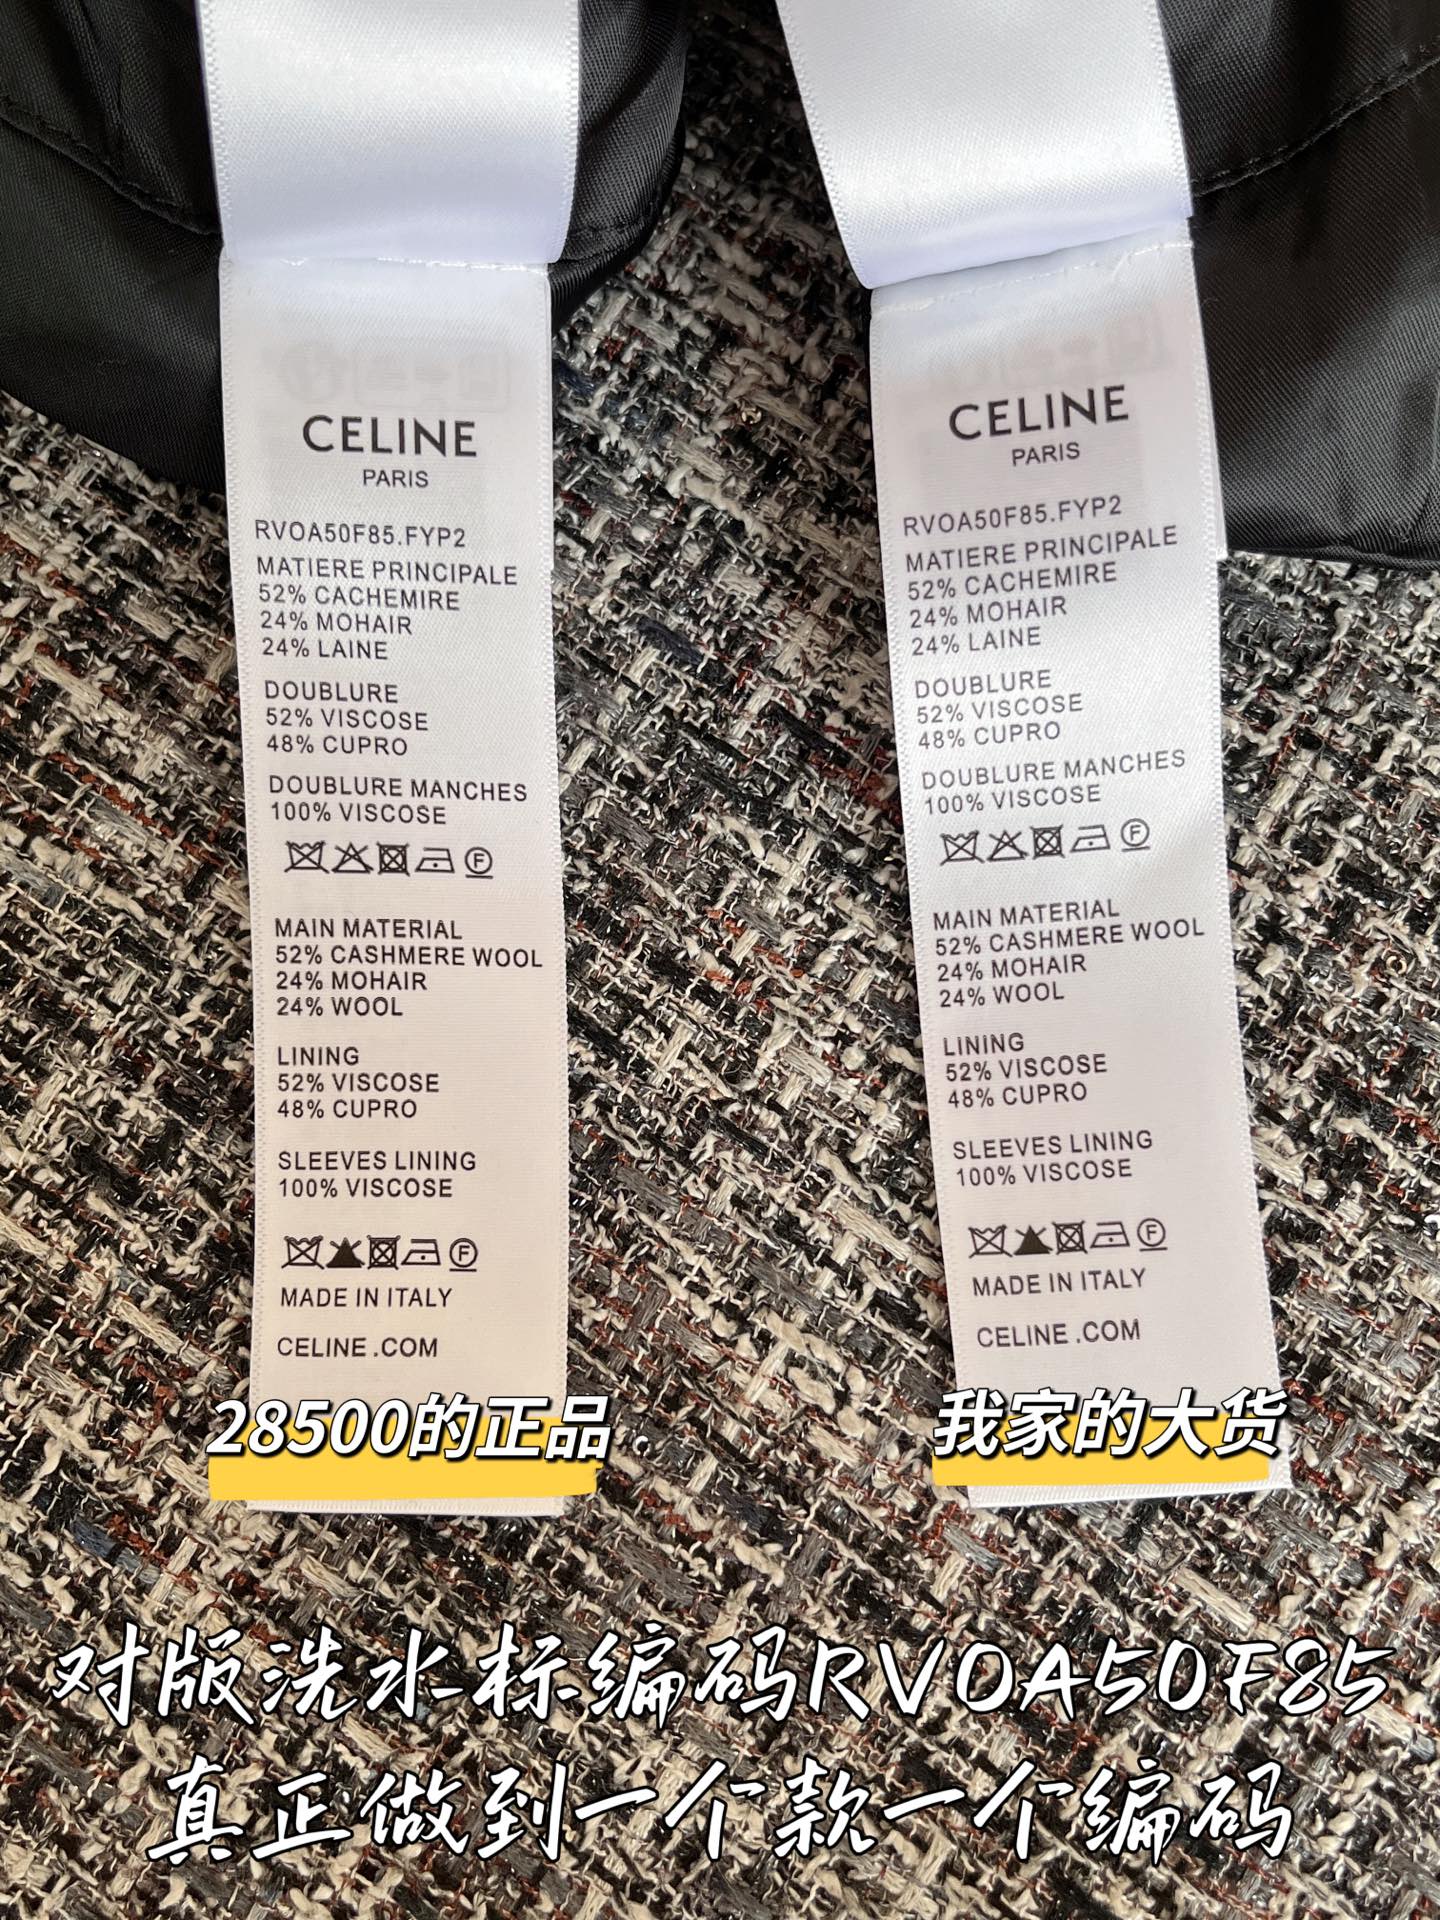 CELINE
PARIS
RVOA50F85.FYP2
MATIERE PRINCIPALE
52% CACHEMIRE
24% MOHAIR
24% LAINE
DOUBLURE
52% VISCOSE
48% CUPRO
DOUBLURE MANCHES
100% VISCOSE
F
MAIN MATERIAL
52% CASHMERE WOOL
24% MOHAIR
24% WOOL
LINING
52% VISCOSE
48% CUPRO
SLEEVES LINING
100% VISCOSE
F
MADE IN ITALY
CELINE .COM
28500的正品
CELINE
PARIS
RVOA50F85.FYP2
MATIERE PRINCIPALE
52% CACHEMIRE
24% MOHAIR
24% LAINE
DOUBLURE
52% VISCOSE
48% CUPRO
DOUBLURE MANCHES
100% VISCOSE
F
MAIN MATERIAL
52% CASHMERE WOOL
24% MOHAIR
24% WOOL
LINING
52% VISCOSE
48% CUPRO
SLEEVES LINING
100% VISCOSE
F
MADE IN ITALY
CELINE .COM
我家的大货
对版洗水标编码RVOA50F85
真正做到一个款一个编码